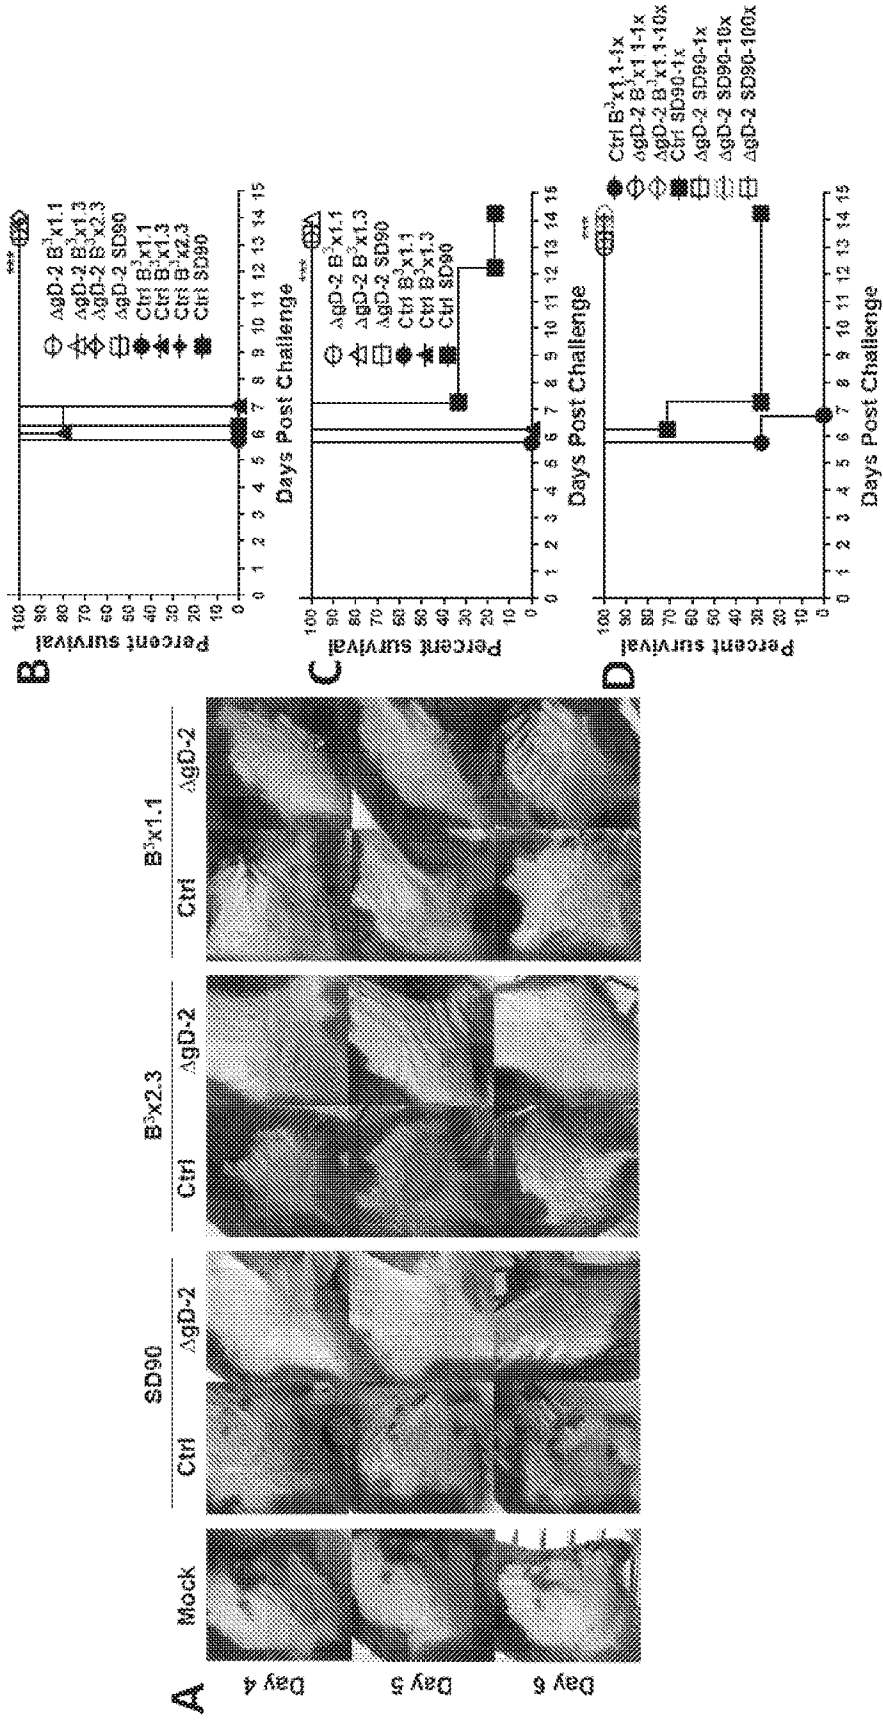 A
Mock
SD90
B³x2.3
B³x1.1
Ctrl
ΔgD-2
Ctrl
ΔgD-2
Ctrl
ΔgD-2
Day 4
Day 5
Day 6
B
Percent survival
100
90
80
70
60
50
40
30
20
10
0
0 1 2 3 4 5 6 7 8 9 10 11 12 13 14 15
Days Post Challenge
***
ΔgD-2 B³x1.1
ΔgD-2 B³x1.3
ΔgD-2 B³x2.3
ΔgD-2 SD90
Ctrl B³x1.1
Ctrl B³x1.3
Ctrl B³x2.3
Ctrl SD90
C
Percent survival
100
90
80
70
60
50
40
30
20
10
0
0 1 2 3 4 5 6 7 8 9 10 11 12 13 14 15
Days Post Challenge
***
ΔgD-2 B³x1.1
ΔgD-2 B³x1.3
ΔgD-2 SD90
Ctrl B³x1.1
Ctrl B³x1.3
Ctrl SD90
D
Percent survival
100
90
80
70
60
50
40
30
20
10
0
0 1 2 3 4 5 6 7 8 9 10 11 12 13 14 15
Days Post Challenge
***
Ctrl B³x1.1-1x
ΔgD-2 B³x1.1-1x
ΔgD-2 B³x1.1-10x
Ctrl SD90-1x
ΔgD-2 SD90-1x
ΔgD-2 SD90-10x
ΔgD-2 SD90-100x